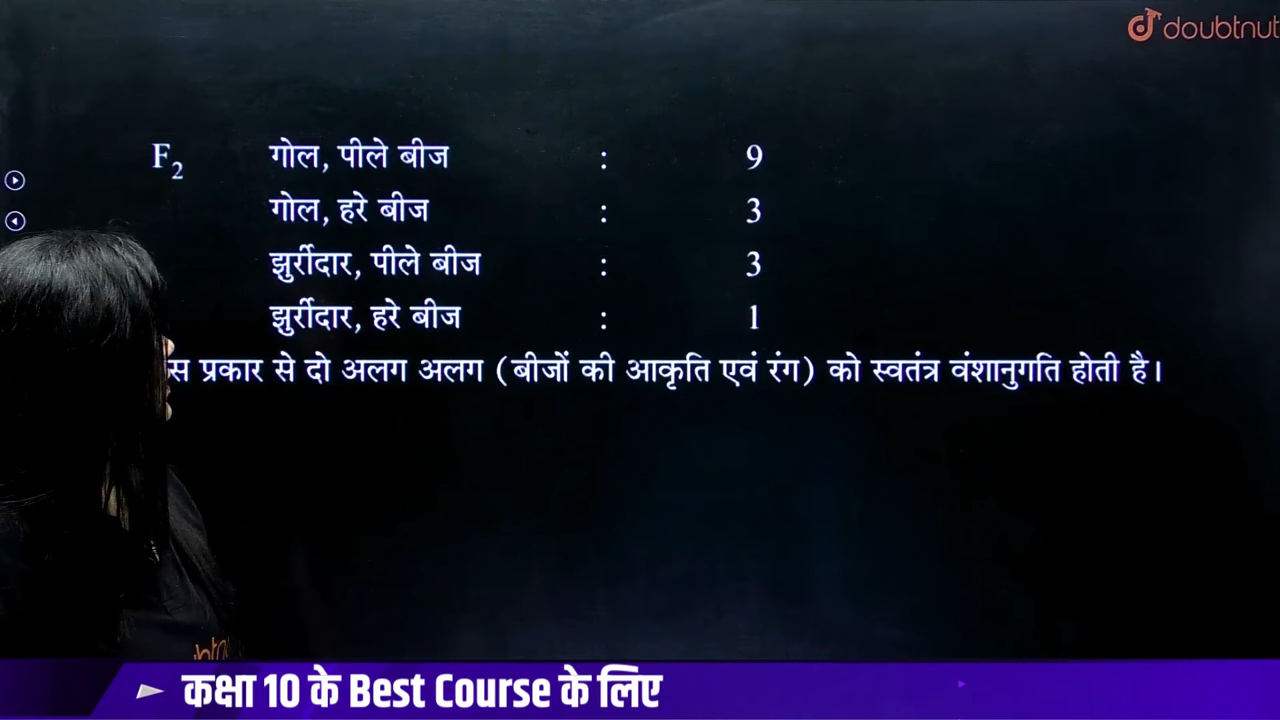 doubtnut
F₂ गोल, पीले बीज : 9
गोल, हरे बीज : 3
झुर्रीदार, पीले बीज : 3
झुर्रीदार, हरे बीज : 1
प्रकार से दो अलग अलग (बीजों की आकृति एवं रंग) को स्वतंत्र वंशानुगति होती है।
कक्षा 10 के Best Course के लिए